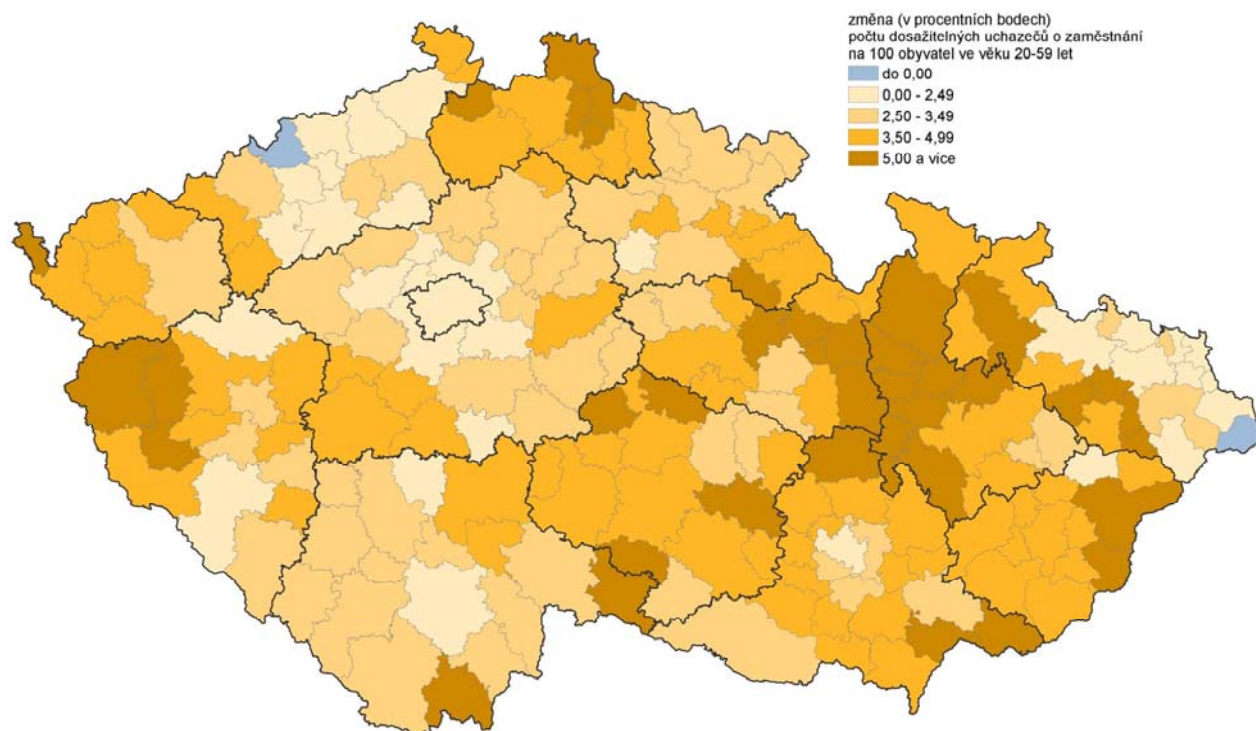 změna (v procentních bodech)
počtu dosažitelných uchazečů o zaměstnání
na 100 obyvatel ve věku 20-59 let
do 0,00
0,00 - 2,49
2,50 - 3,49
3,50 - 4,99
5,00 a více